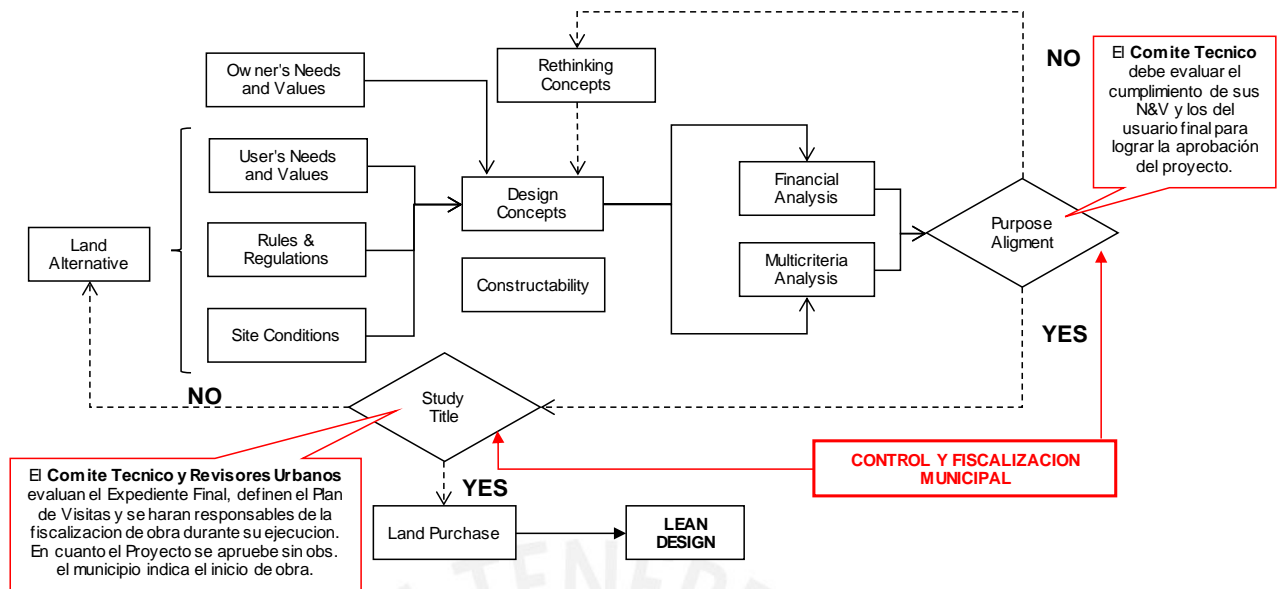 Owner's Needs
and Values
Rethinking
Concepts
NO
El Comite Tecnico
debe evaluar el
cumplimiento de sus
N&V y los del
usuario final para
lograr la aprobación
del proyecto.
User's Needs
and Values
Design
Concepts
Financial
Analysis
Purpose
Aligment
Land
Alternative
Rules &
Regulations
Constructability
Multicriteria
Analysis
Site Conditions
YES
NO
Study
Title
El Comite Tecnico y Revisores Urbanos
evaluan el Expediente Final, definen el Plan
de Visitas y se haran responsables de la
fiscalizacion de obra durante su ejecucion.
En cuanto el Proyecto se apruebe sin obs.
el municipio indica el inicio de obra.
CONTROL Y FISCALIZACION
MUNICIPAL
YES
Land Purchase
LEAN
DESIGN
TENEB